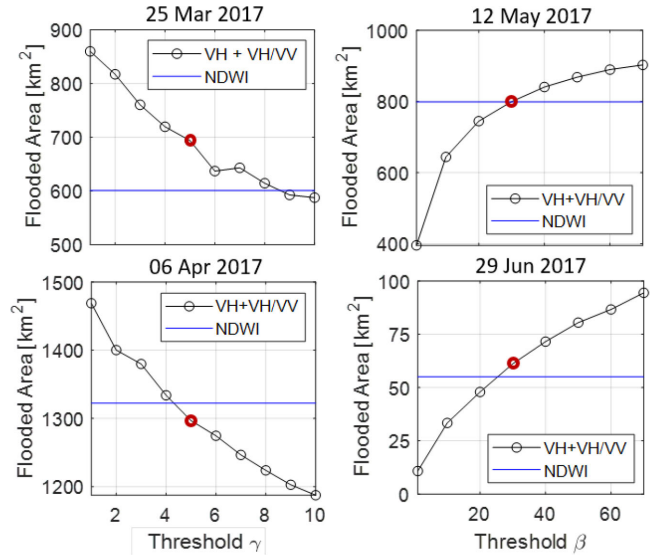 25 Mar 2017
Flooded Area [km²]
900
800
700
600
500
VH + VH/VV
NDWI
12 May 2017
Flooded Area [km²]
1000
800
600
400
VH+VH/VV
NDWI
06 Apr 2017
Flooded Area [km²]
1500
1400
1300
1200
VH+VH/VV
NDWI
2 4 6 8 10
Threshold γ
29 Jun 2017
Flooded Area [km²]
100
75
50
25
0
VH+VH/VV
NDWI
20 40 60
Threshold β